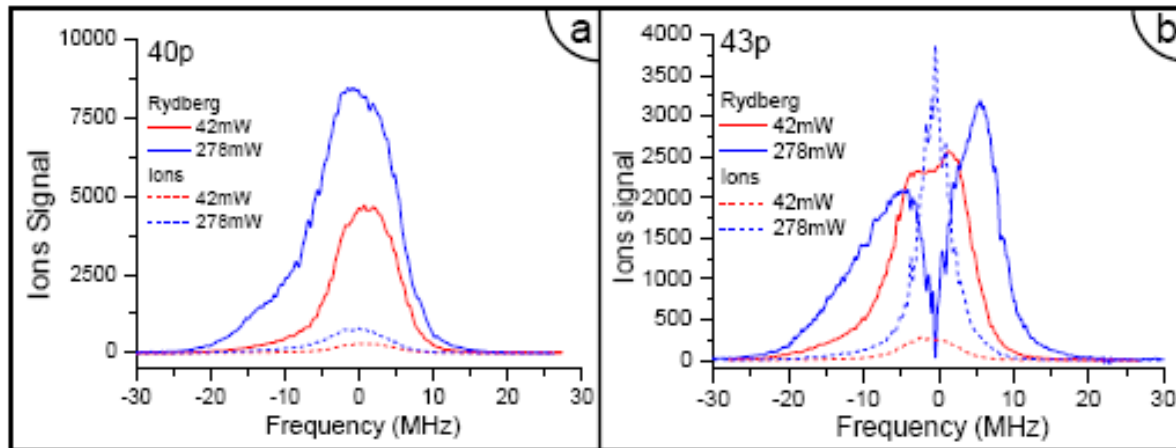 a
40p
Rydberg
42mW
278mW
Ions
42mW
278mW
10000
7500
5000
2500
0
Ions Signal
-30 -20 -10 0 10 20 30
Frequency (MHz)
b
43p
Rydberg
42mW
278mW
Ions
42mW
278mW
4000
3500
3000
2500
2000
1500
1000
500
0
Ions signal
-30 -20 -10 0 10 20 30
Frequency (MHz)